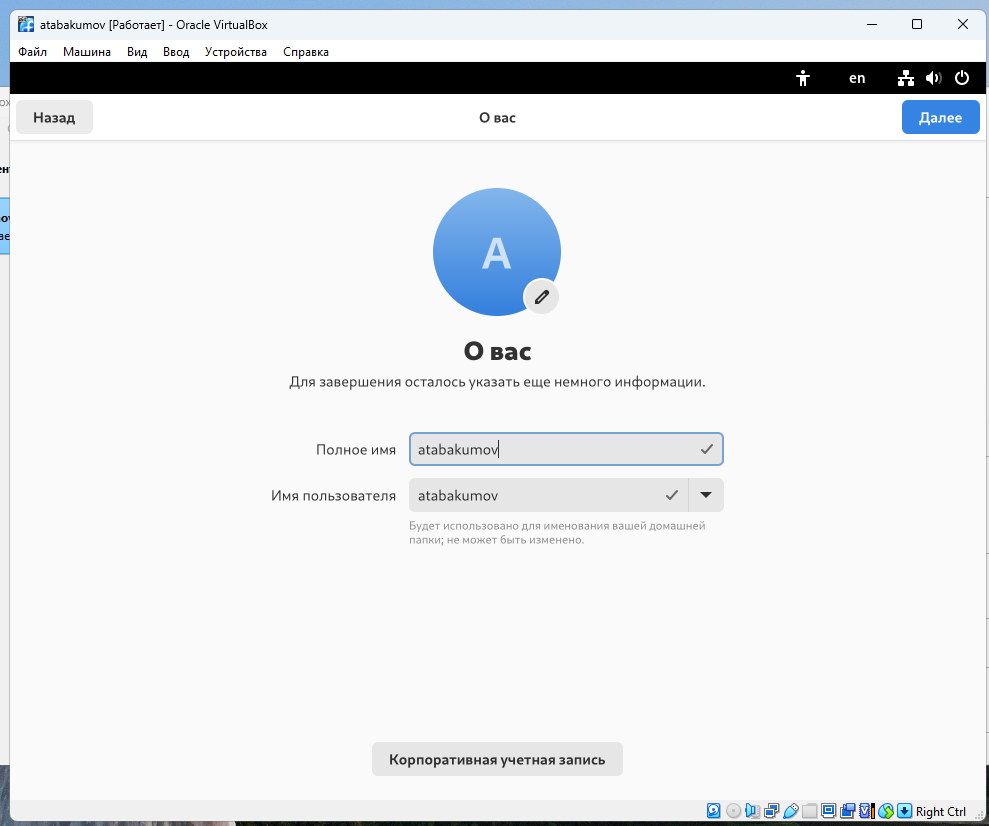 atabakumov [Работает] - Oracle VirtualBox
Файл Машина Вид Ввод Устройства Справка
en
Назад О вас Далее
A
О вас
Для завершения осталось указать еще немного информации.
Полное имя atabakumov
Имя пользователя atabakumov
Будет использовано для именования вашей домашней
папки; не может быть изменено.
Корпоративная учетная запись
Right Ctrl